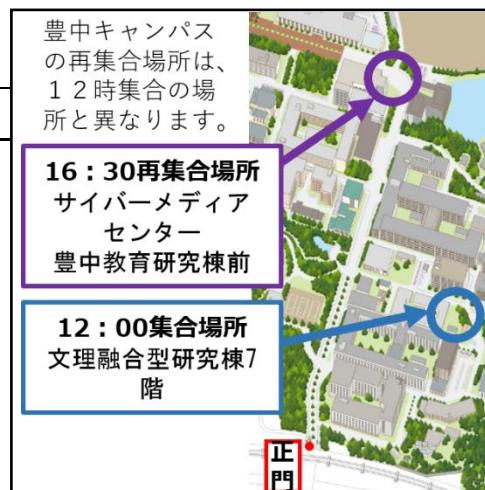 豊中キャンパス
の再集合場所は、
１２時集合の場
所と異なります。
16：30再集合場所
サイバーメディア
センター
豊中教育研究棟前
12：00集合場所
文理融合型研究棟7
階
正
門